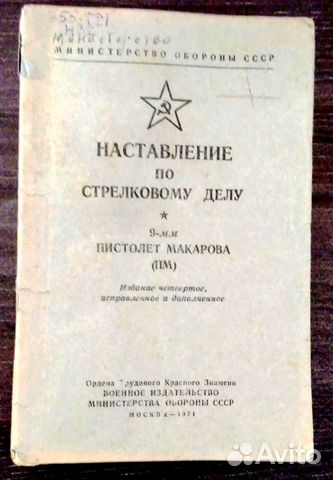 Министерство
МИНИСТЕРСТВО ОБОРОНЫ СССР
НАСТАВЛЕНИЕ
ПО
СТРЕЛКОВОМУ ДЕЛУ
9-мм
ПИСТОЛЕТ МАКАРОВА
(ПМ)
Издание четвертое,
исправленное и дополненное
Ордена Трудового Красного Знамени
ВОЕННОЕ ИЗДАТЕЛЬСТВО
МИНИСТЕРСТВА ОБОРОНЫ СССР
МОСКВА—1971
Avito